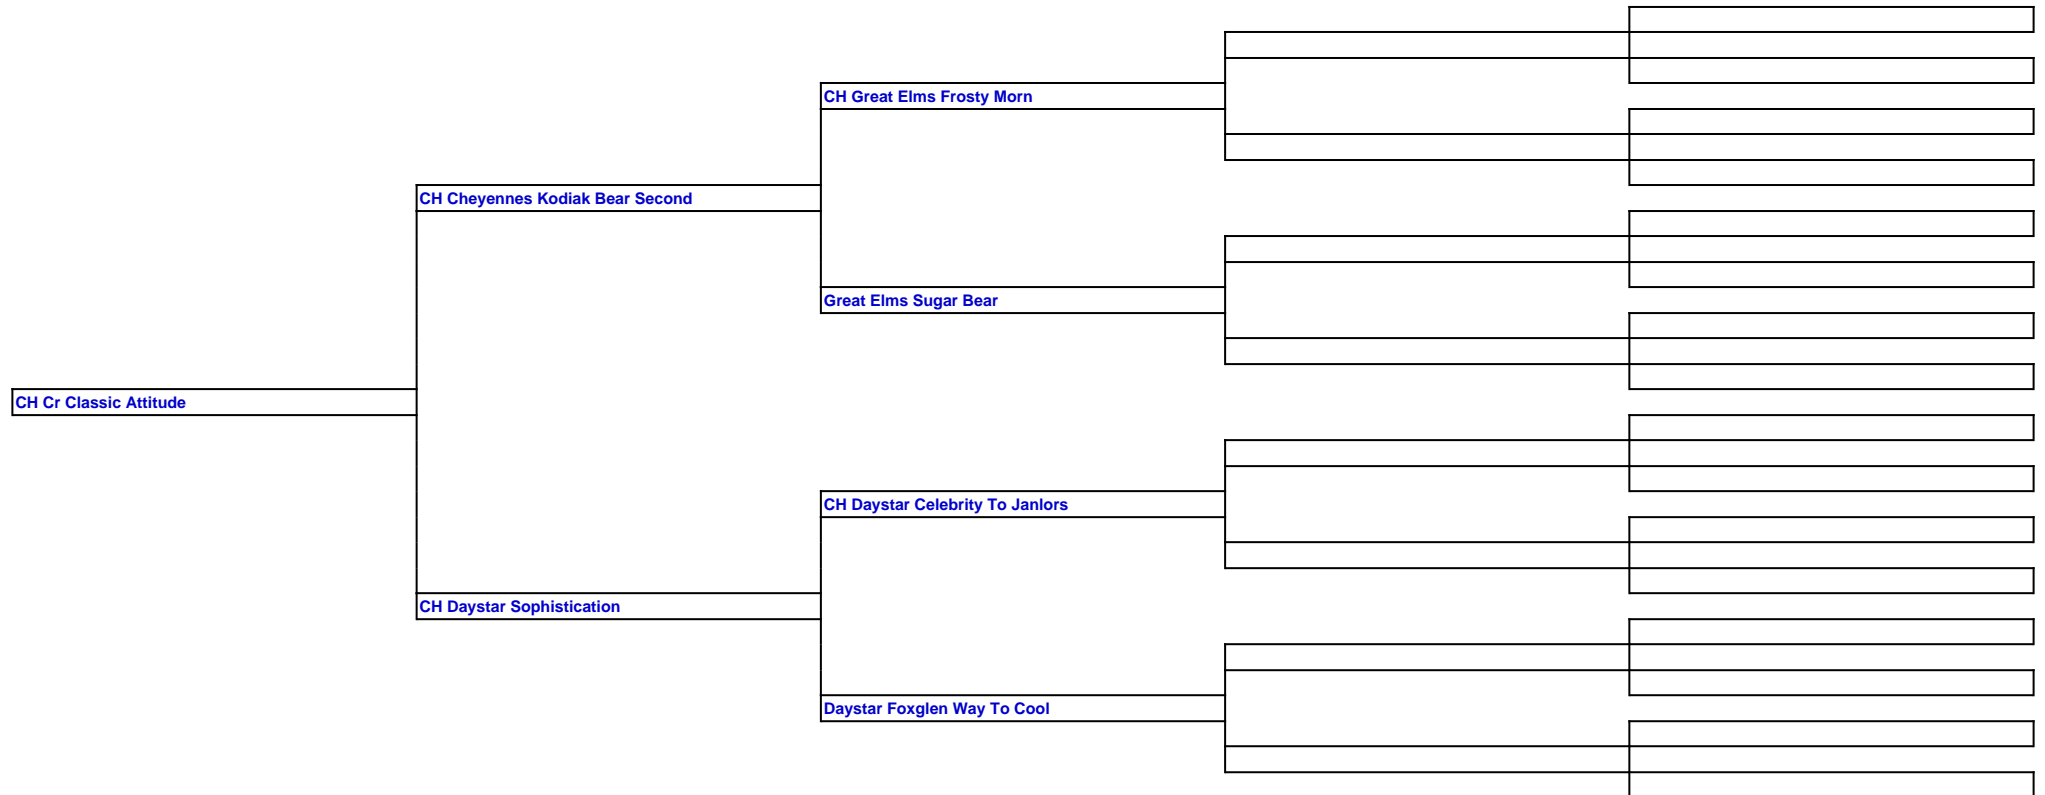 CH Great Elms Frosty Morn
CH Cheyennes Kodiak Bear Second
Great Elms Sugar Bear
CH Cr Classic Attitude
CH Daystar Celebrity To Janlors
CH Daystar Sophistication
Daystar Foxglen Way To Cool